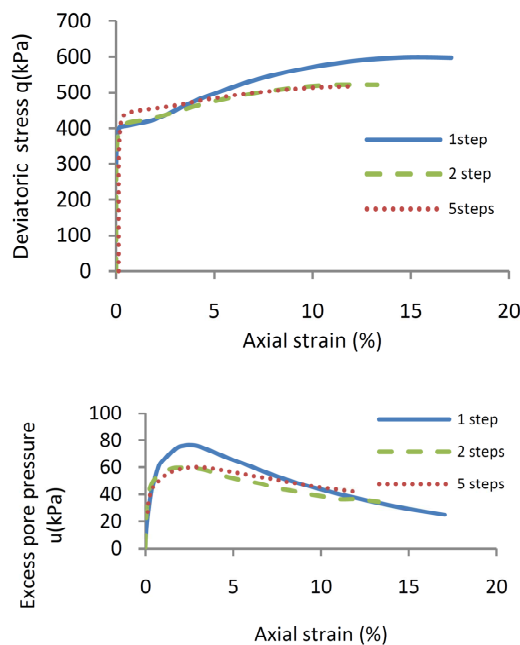 Deviatoric stress q(kPa)
700
600
500
400
300
200
100
0
0
5
10
15
20
Axial strain (%)
1step
2 step
5steps
Excess pore pressure
u(kPa)
100
80
60
40
20
0
0
5
10
15
20
Axial strain (%)
1 step
2 steps
5 steps